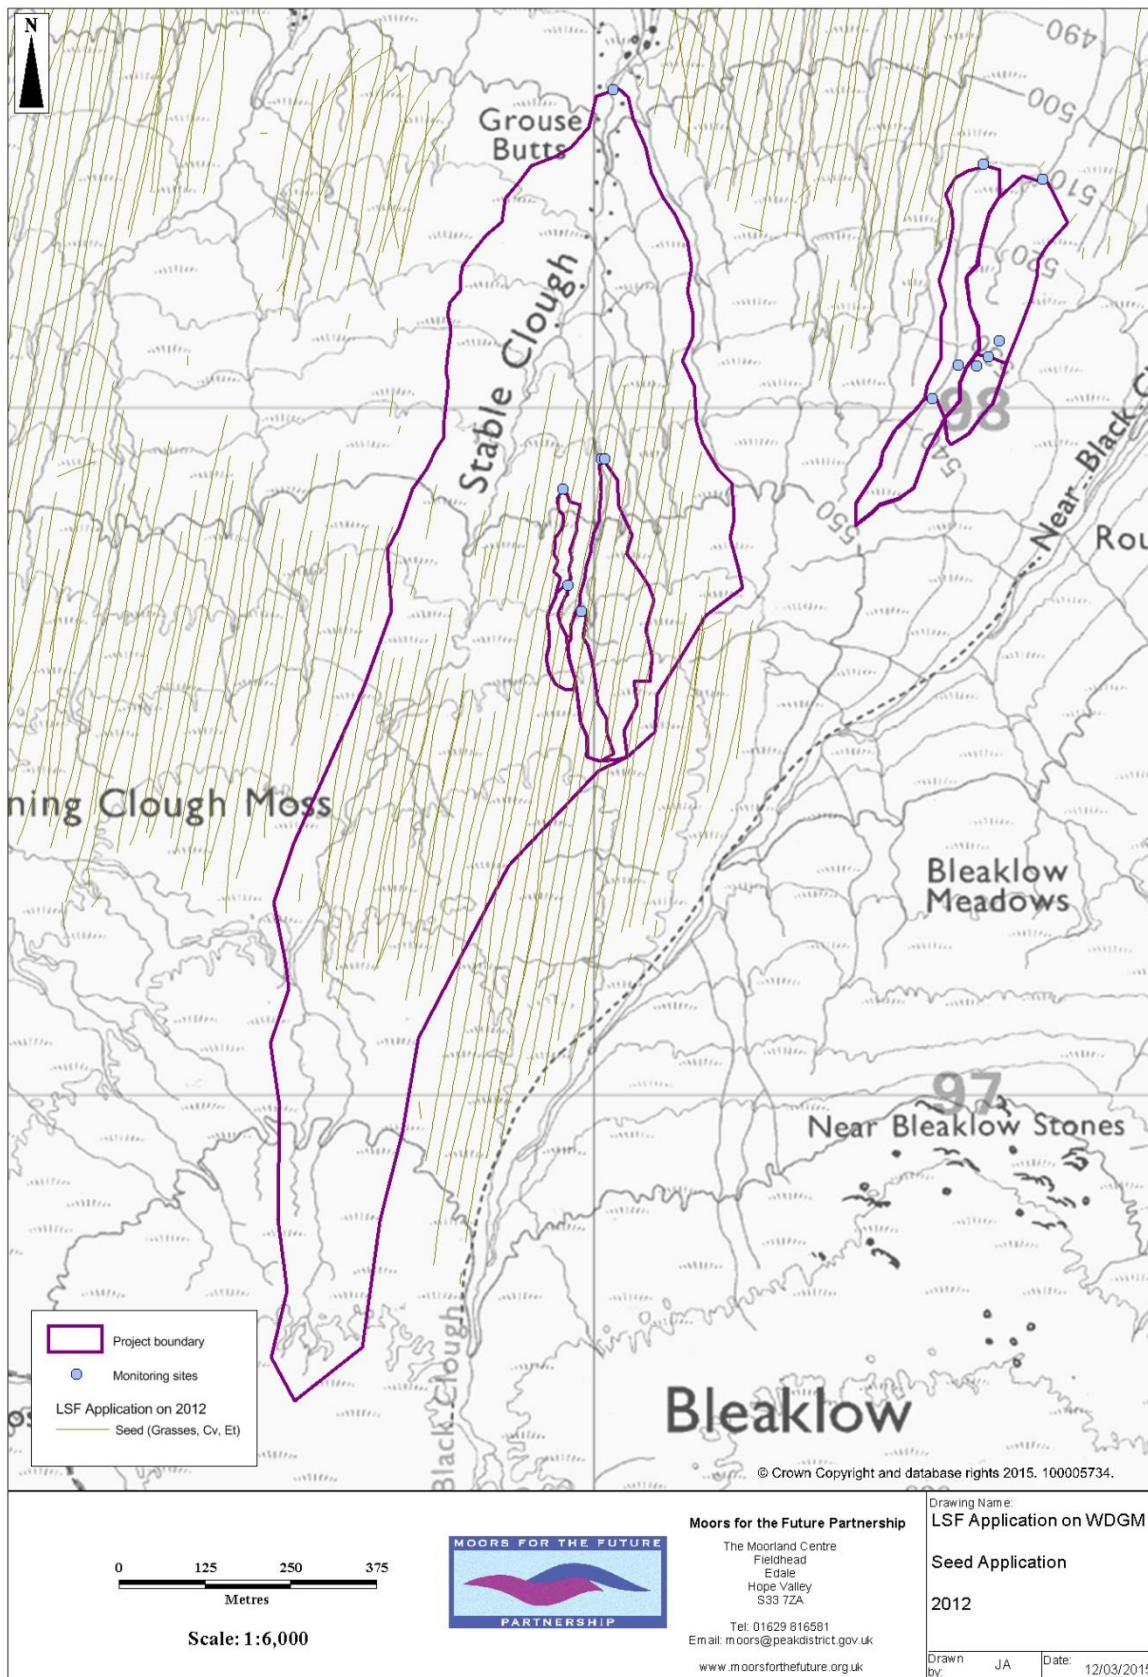 N
490
500
510
520
Grouse
Butts
Stable Clough
98
540
550
Near Black Cl
Rou
ning Clough Moss
Bleaklow
Meadows
97
Near Bleaklow Stones
Black Clough
Bleaklow
Project boundary
Monitoring sites
LSF Application on 2012
Seed (Grasses, Cv, Et)
© Crown Copyright and database rights 2015. 100005734.
0 125 250 375
Metres
Scale: 1:6,000
MOORS FOR THE FUTURE
PARTNERSHIP
Moors for the Future Partnership
The Moorland Centre
Fieldhead
Edale
Hope Valley
S33 7ZA
Tel: 01629 816581
Email: moors@peakdistrict.gov.uk
www.moorsforthefuture.org.uk
Drawing Name:
LSF Application on WDGM
Seed Application
2012
Drawn
by: JA
Date:
12/03/2015